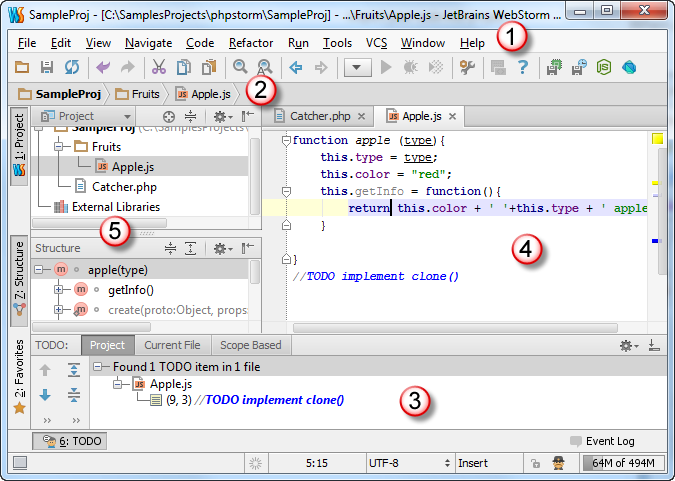 SampleProj - [C:\SamplesProjects\phpstorm\SampleProj] - ...\Fruits\Apple.js - JetBrains WebStorm
File Edit View Navigate Code Refactor Run Tools VCS Window Help
1
SampleProj Fruits Apple.js
2
1: Project
Project
SampleProj (C:\SamplesProjects
Fruits
Apple.js
Catcher.php
External Libraries
5
Z: Structure
Structure
apple(type)
getInfo()
create(proto:Object, props
Catcher.php Apple.js
function apple (type){
this.type = type;
this.color = "red";
this.getInfo = function(){
return this.color + ' '+this.type + ' apple
}
}
//TODO implement clone()
4
2: Favorites
TODO: Project Current File Scope Based
Found 1 TODO item in 1 file
Apple.js
(9, 3) //TODO implement clone()
3
6: TODO Event Log
5:15 UTF-8 Insert 64M of 494M